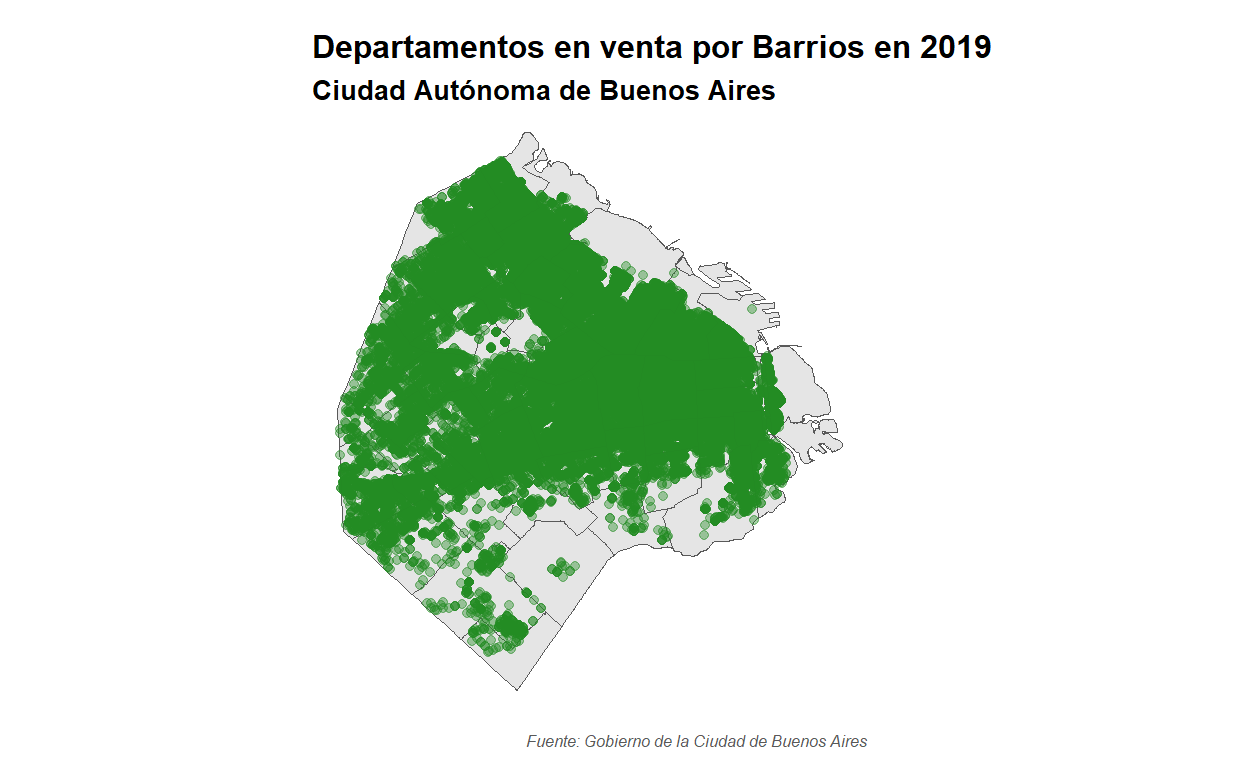 Departamentos en venta por Barrios en 2019
Ciudad Autónoma de Buenos Aires
Fuente: Gobierno de la Ciudad de Buenos Aires